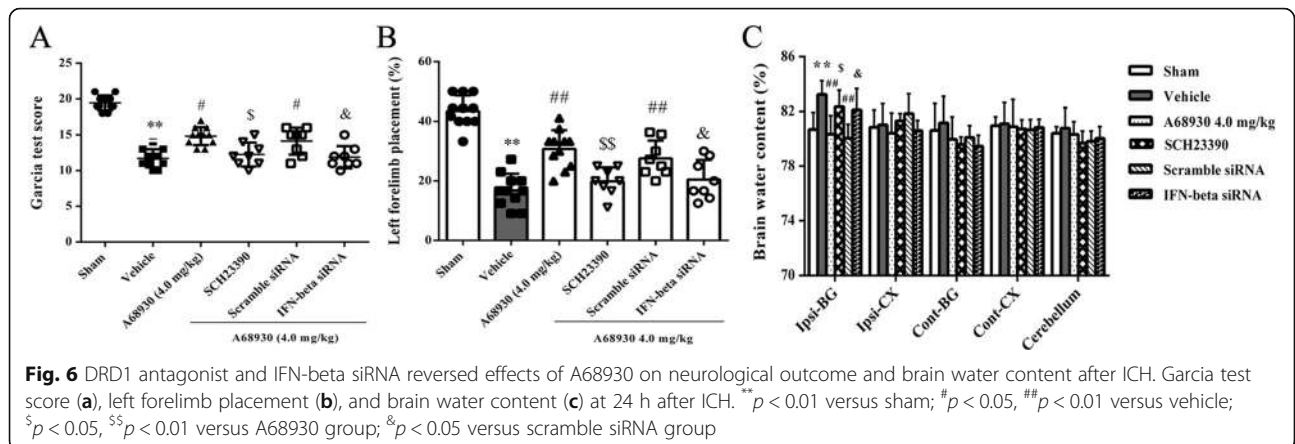 A
Garcia test score
25
20
15
10
5
0
**
#
$
#
&
Sham
Vehicle
A68930 (4.0 mg/kg)
SCH23390
Scramble siRNA
IFN-beta siRNA
A68930 (4.0 mg/kg)
B
Left forelimb placement (%)
60
40
20
0
**
##
$$
##
&
Sham
Vehicle
A68930 (4.0 mg/kg)
SCH23390
Scramble siRNA
IFN-beta siRNA
A68930 4.0 mg/kg
C
Brain water content (%)
86
82
78
74
70
**
##
$
##
&
Ipsi-BG
Ipsi-CX
Cont-BG
Cont-CX
Cerebellum
Sham
Vehicle
A68930 4.0 mg/kg
SCH23390
Scramble siRNA
IFN-beta siRNA
Fig. 6 DRD1 antagonist and IFN-beta siRNA reversed effects of A68930 on neurological outcome and brain water content after ICH. Garcia test
score (a), left forelimb placement (b), and brain water content (c) at 24 h after ICH. **p < 0.01 versus sham; #p < 0.05, ##p < 0.01 versus vehicle;
$p < 0.05, $$p < 0.01 versus A68930 group; &p < 0.05 versus scramble siRNA group